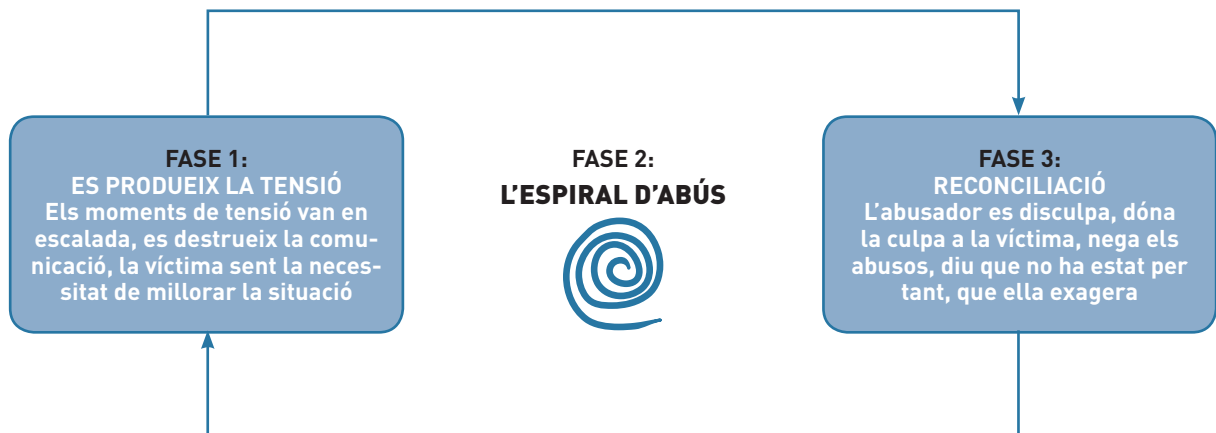 FASE 1:
ES PRODUEIX LA TENSIÓ
Els moments de tensió van en
escalada, es destrueix la comu-
nicació, la víctima sent la neces-
sitat de millorar la situació
FASE 2:
L'ESPIRAL D'ABÚS
FASE 3:
RECONCILIACIÓ
L'abusador es disculpa, dóna
la culpa a la víctima, nega els
abusos, diu que no ha estat per
tant, que ella exagera